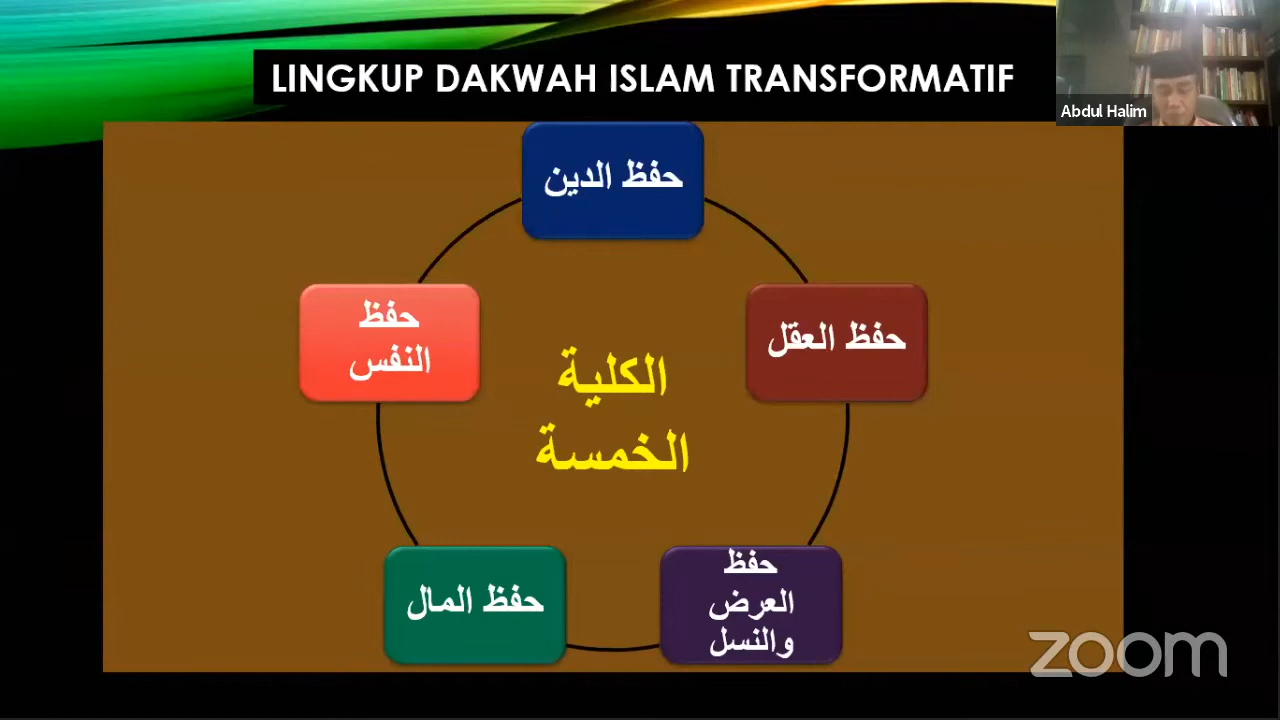 LINGKUP DAKWAH ISLAM TRANSFORMATIF
Abdul Halim
حفظ الدين
حفظ العقل
حفظ
النفس
الكلية
الخمسة
حفظ المال
حفظ
العرض
والنسل
zoom